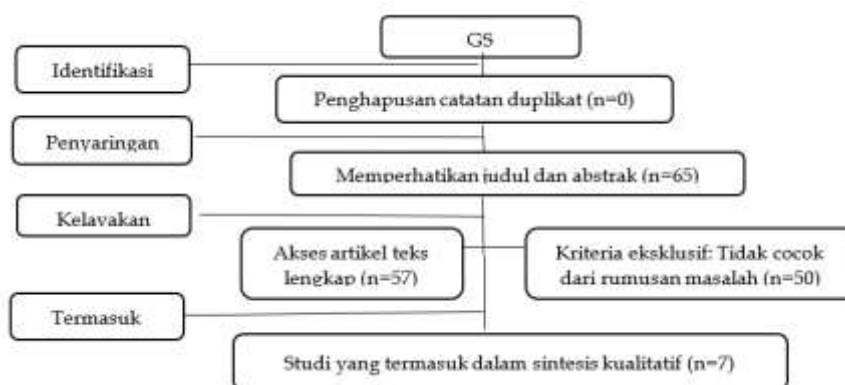 GS
Identifikasi
Penghapusan catatan duplikat (n=0)
Penyaringan
Memperhatikan judul dan abstrak (n=65)
Kelayakan
Akses artikel teks
lengkap (n=57)
Kriteria eksklusif: Tidak cocok
dari rumusan masalah (n=50)
Termasuk
Studi yang termasuk dalam sintesis kualitatif (n=7)